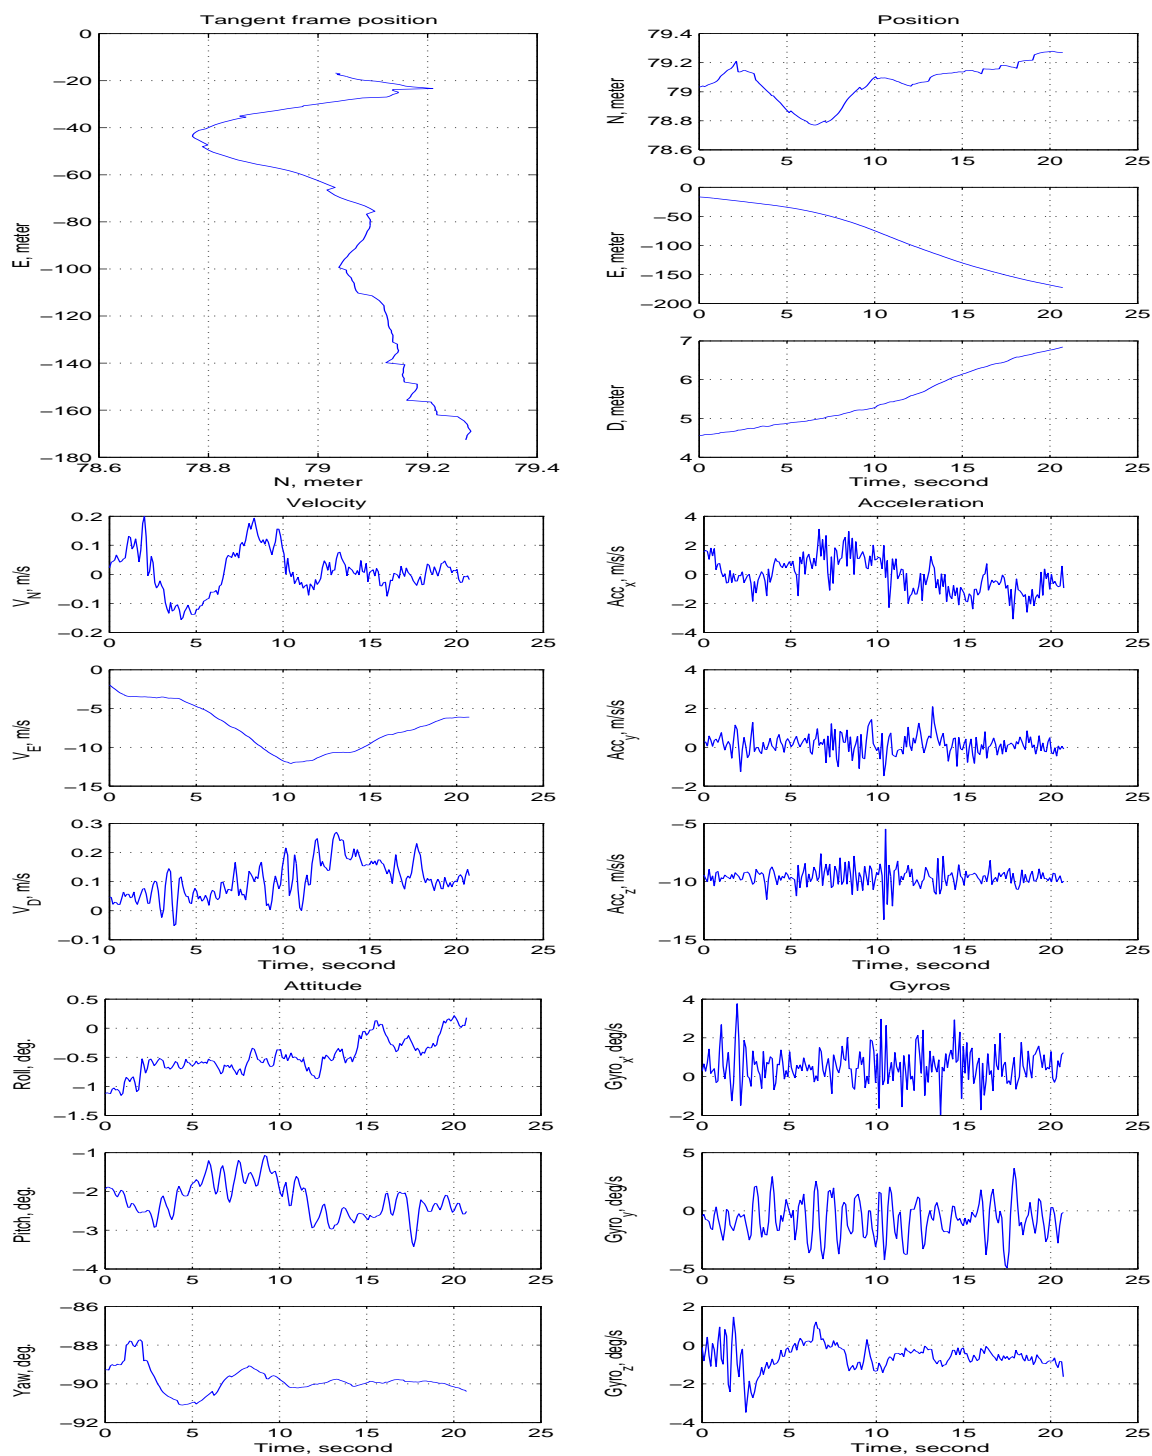 Tangent frame position
0
−20
−40
−60
−80
−100
−120
−140
−160
−180
E, meter
78.6 78.8 79 79.2 79.4
N, meter
Position
79.4
79.2
79
78.8
78.6
N, meter
0 5 10 15 20 25
0
−50
−100
−150
−200
E, meter
0 5 10 15 20 25
7
6
5
4
D, meter
0 5 10 15 20 25
Time, second
Velocity
0.2
0.1
0
−0.1
−0.2
V_N, m/s
0 5 10 15 20 25
0
−5
−10
−15
V_E, m/s
0 5 10 15 20 25
0.3
0.2
0.1
0
−0.1
V_D, m/s
0 5 10 15 20 25
Time, second
Acceleration
4
2
0
−2
−4
Acc_x, m/s/s
0 5 10 15 20 25
4
2
0
−2
Acc_y, m/s/s
0 5 10 15 20 25
−5
−10
−15
Acc_z, m/s/s
0 5 10 15 20 25
Time, second
Attitude
0.5
0
−0.5
−1
−1.5
Roll, deg.
0 5 10 15 20 25
−1
−2
−3
−4
Pitch, deg.
0 5 10 15 20 25
−86
−88
−90
−92
Yaw, deg.
0 5 10 15 20 25
Time, second
Gyros
4
2
0
−2
Gyro_x, deg/s
0 5 10 15 20 25
5
0
−5
Gyro_y, deg/s
0 5 10 15 20 25
2
0
−2
−4
Gyro_z, deg/s
0 5 10 15 20 25
Time, second